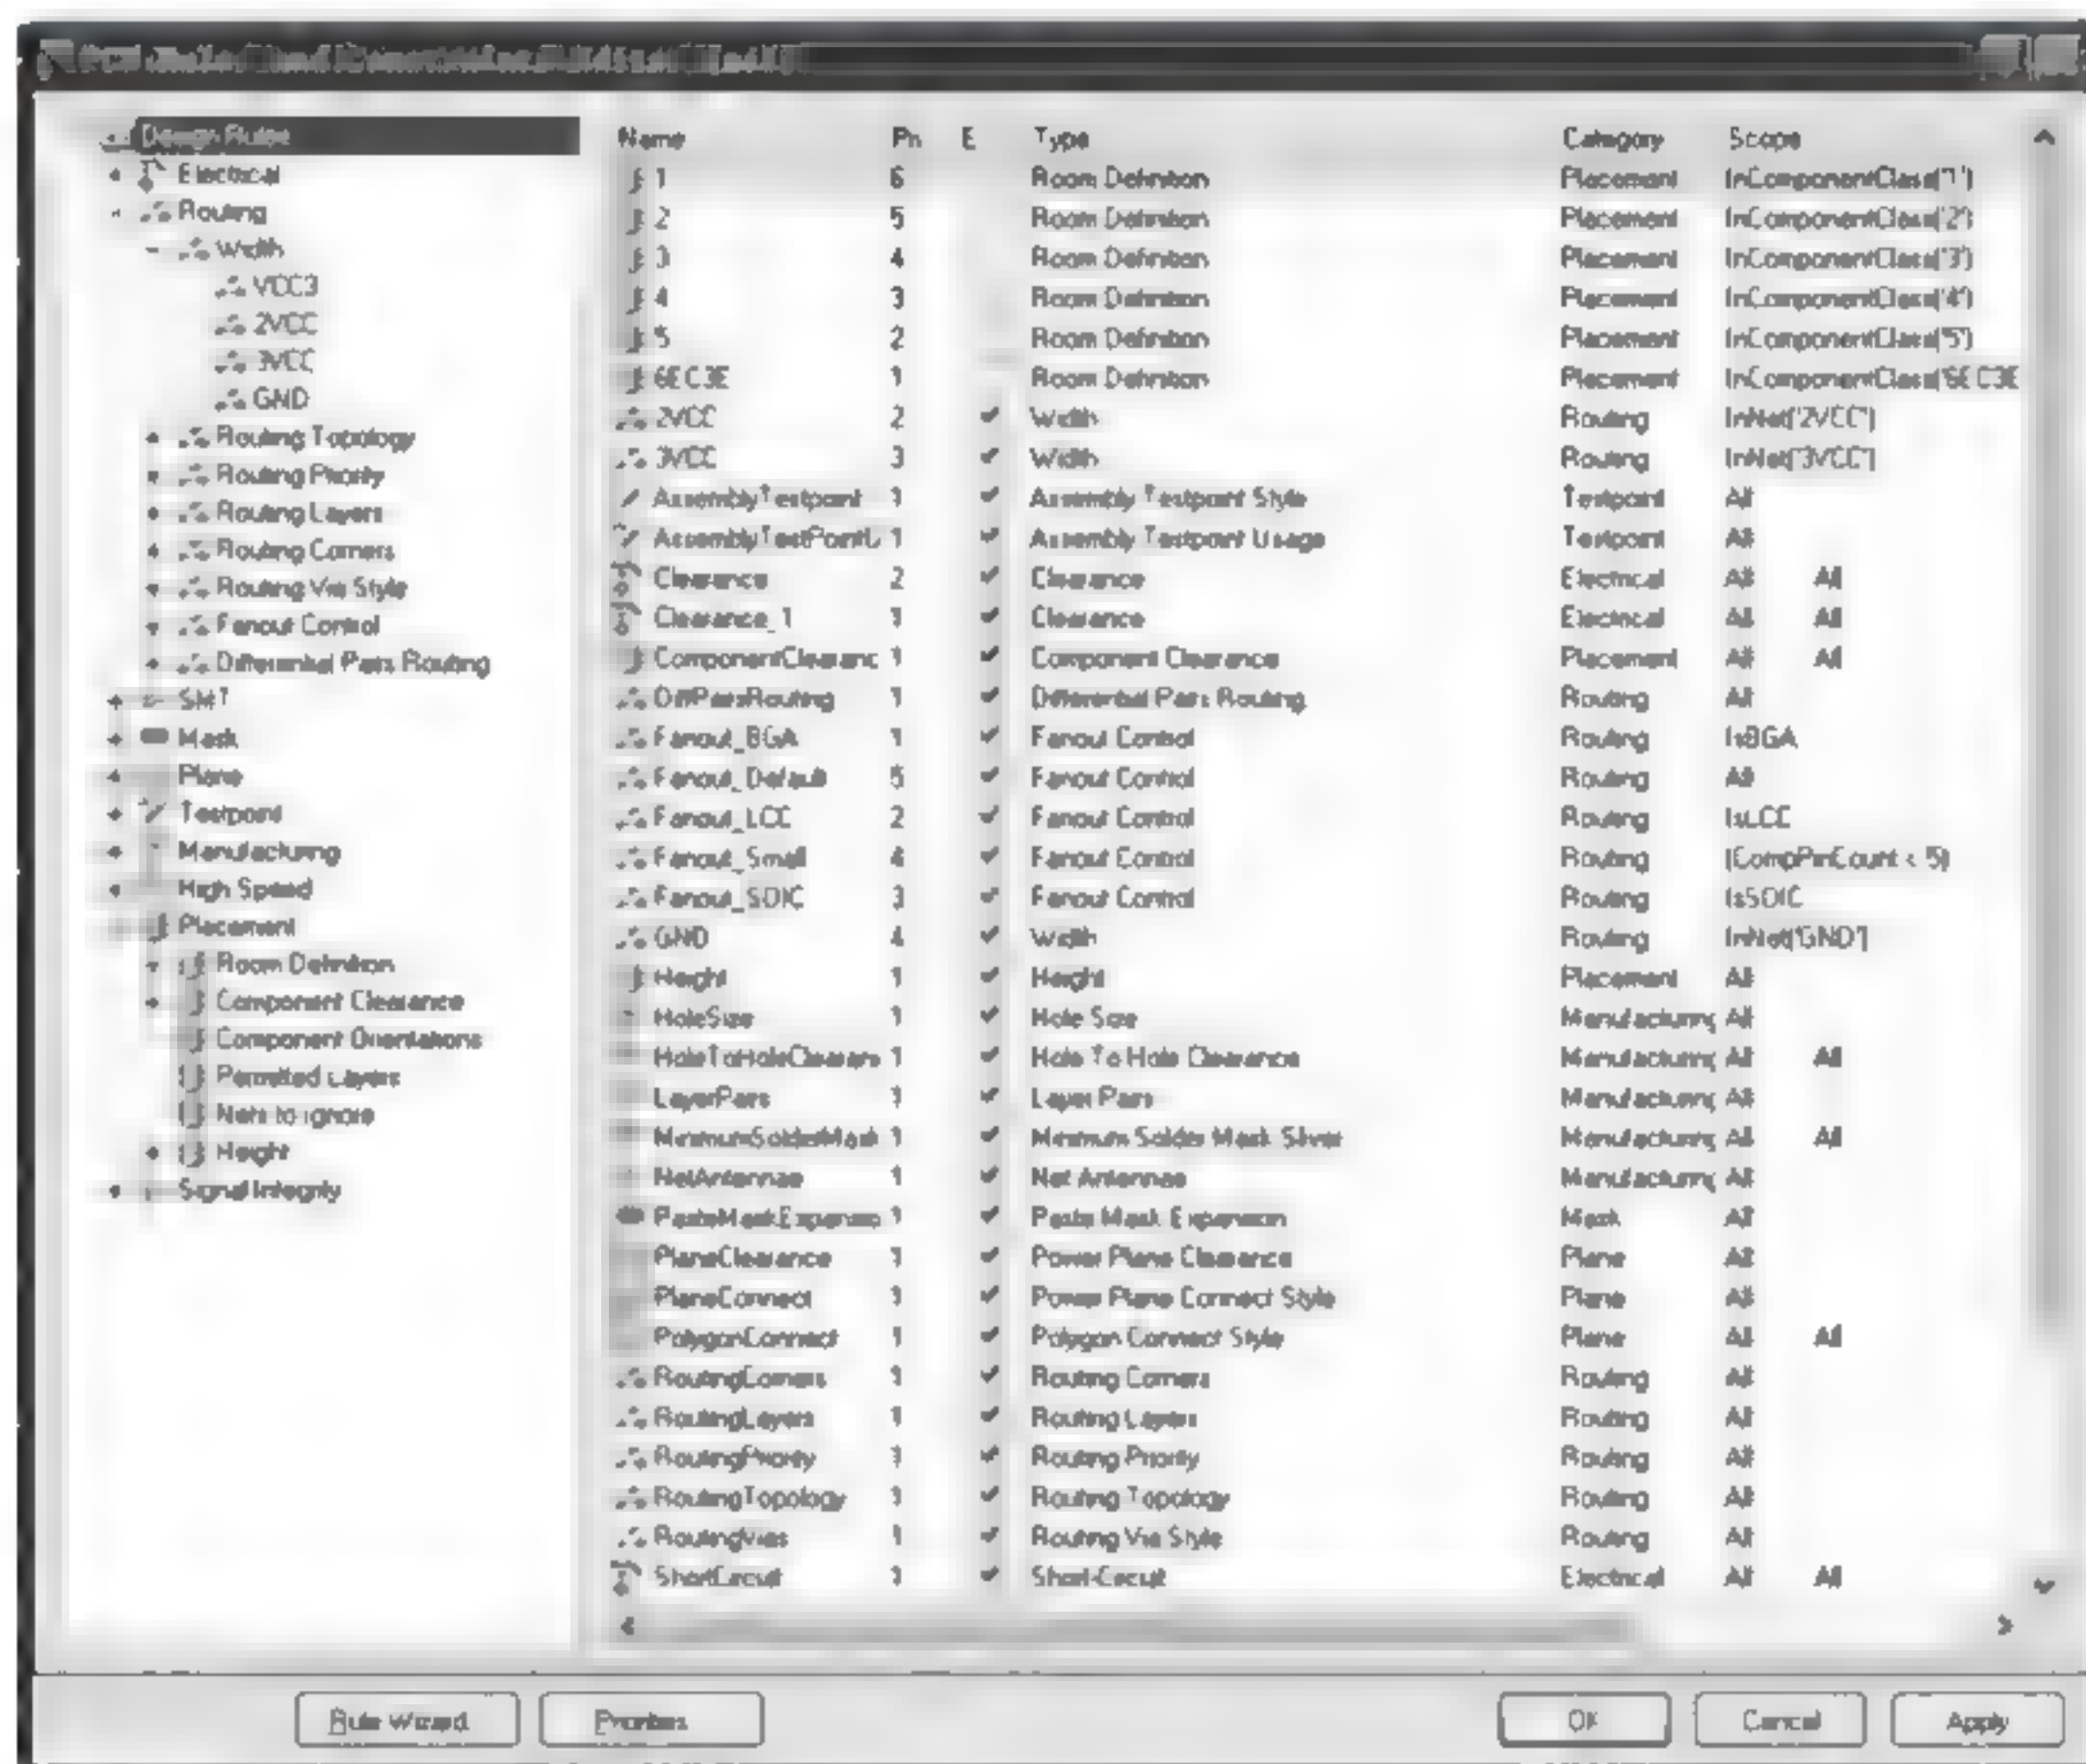 Design Rules
Electrical
Routing
Width
VCC3
2VCC
3VCC
GND
Routing Topology
Routing Priority
Routing Layers
Routing Corners
Routing Via Style
Fanout Control
Differential Pairs Routing
SMT
Mask
Plane
Testpoint
Manufacturing
High Speed
Placement
Room Definition
Component Clearance
Component Orientations
Permitted Layers
Nets to Ignore
Height
Signal Integrity
Name Pri E Type Category Scope
1 6 Room Definition Placement InComponentClass('1')
2 5 Room Definition Placement InComponentClass('2')
3 4 Room Definition Placement InComponentClass('3')
4 3 Room Definition Placement InComponentClass('4')
5 2 Room Definition Placement InComponentClass('5')
6EC3E 1 Room Definition Placement InComponentClass('6EC3E
2VCC 2 Width Routing InNet('2VCC')
3VCC 3 Width Routing InNet('3VCC')
AssemblyTestpoint 1 Assembly Testpoint Style Testpoint All
AssemblyTestPointU 1 Assembly Testpoint Usage Testpoint All
Clearance 2 Clearance Electrical All All
Clearance_1 1 Clearance Electrical All All
ComponentClearanc 1 Component Clearance Placement All All
DiffPairsRouting 1 Differential Pairs Routing Routing All
Fanout_BGA 1 Fanout Control Routing IsBGA
Fanout_Default 5 Fanout Control Routing All
Fanout_LCC 2 Fanout Control Routing IsLCC
Fanout_Small 4 Fanout Control Routing (CompPinCount < 5)
Fanout_SOIC 3 Fanout Control Routing IsSOIC
GND 4 Width Routing InNet('GND')
Height 1 Height Placement All
HoleSize 1 Hole Size Manufacturing All
HoleToHoleClearanc 1 Hole To Hole Clearance Manufacturing All All
LayerPairs 1 Layer Pairs Manufacturing All
MinimumSolderMask 1 Minimum Solder Mask Sliver Manufacturing All All
NetAntennae 1 Net Antennae Manufacturing All
PasteMaskExpansio 1 Paste Mask Expansion Mask All
PlaneClearance 1 Power Plane Clearance Plane All
PlaneConnect 1 Power Plane Connect Style Plane All
PolygonConnect 1 Polygon Connect Style Plane All All
RoutingCorners 1 Routing Corners Routing All
RoutingLayers 1 Routing Layers Routing All
RoutingPriority 1 Routing Priority Routing All
RoutingTopology 1 Routing Topology Routing All
RoutingVias 1 Routing Via Style Routing All
ShortCircuit 1 Short-Circuit Electrical All All
Rule Wizard Priorities OK Cancel Apply